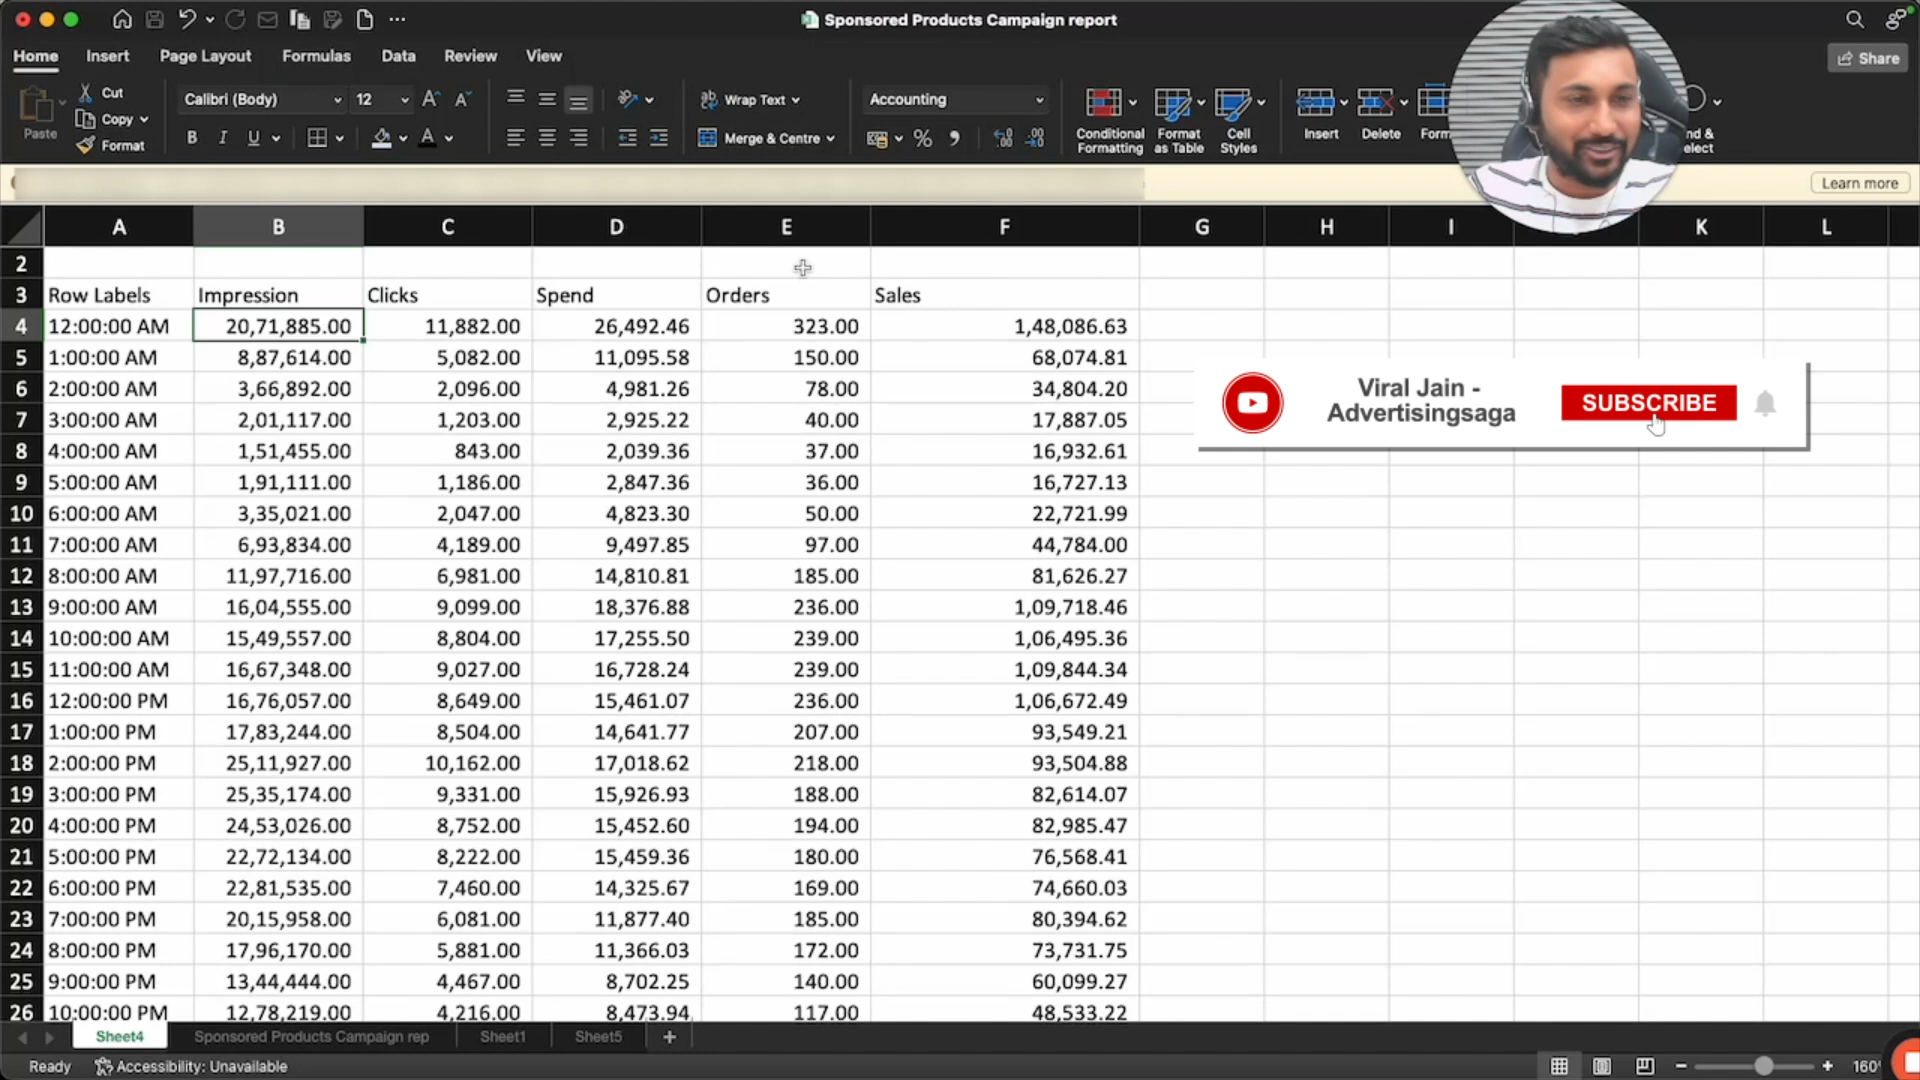 Sponsored Products Campaign report
Home Insert Page Layout Formulas Data Review View Share
Cut
Copy
Format
Paste
Calibri (Body) 12
B I U
Wrap Text
Merge & Centre
Accounting
Conditional Formatting
Format as Table
Cell Styles
Insert Delete Form
& lect
Learn more
A B C D E F G H I K L
2
3 Row Labels Impression Clicks Spend Orders Sales
4 12:00:00 AM 20,71,885.00 11,882.00 26,492.46 323.00 1,48,086.63
5 1:00:00 AM 8,87,614.00 5,082.00 11,095.58 150.00 68,074.81
6 2:00:00 AM 3,66,892.00 2,096.00 4,981.26 78.00 34,804.20
7 3:00:00 AM 2,01,117.00 1,203.00 2,925.22 40.00 17,887.05
8 4:00:00 AM 1,51,455.00 843.00 2,039.36 37.00 16,932.61
9 5:00:00 AM 1,91,111.00 1,186.00 2,847.36 36.00 16,727.13
10 6:00:00 AM 3,35,021.00 2,047.00 4,823.30 50.00 22,721.99
11 7:00:00 AM 6,93,834.00 4,189.00 9,497.85 97.00 44,784.00
12 8:00:00 AM 11,97,716.00 6,981.00 14,810.81 185.00 81,626.27
13 9:00:00 AM 16,04,555.00 9,099.00 18,376.88 236.00 1,09,718.46
14 10:00:00 AM 15,49,557.00 8,804.00 17,255.50 239.00 1,06,495.36
15 11:00:00 AM 16,67,348.00 9,027.00 16,728.24 239.00 1,09,844.34
16 12:00:00 PM 16,76,057.00 8,649.00 15,461.07 236.00 1,06,672.49
17 1:00:00 PM 17,83,244.00 8,504.00 14,641.77 207.00 93,549.21
18 2:00:00 PM 25,11,927.00 10,162.00 17,018.62 218.00 93,504.88
19 3:00:00 PM 25,35,174.00 9,331.00 15,926.93 188.00 82,614.07
20 4:00:00 PM 24,53,026.00 8,752.00 15,452.60 194.00 82,985.47
21 5:00:00 PM 22,72,134.00 8,222.00 15,459.36 180.00 76,568.41
22 6:00:00 PM 22,81,535.00 7,460.00 14,325.67 169.00 74,660.03
23 7:00:00 PM 20,15,958.00 6,081.00 11,877.40 185.00 80,394.62
24 8:00:00 PM 17,96,170.00 5,881.00 11,366.03 172.00 73,731.75
25 9:00:00 PM 13,44,444.00 4,467.00 8,702.25 140.00 60,099.27
26 10:00:00 PM 12,78,219.00 4,216.00 8,473.94 117.00 48,533.22
Viral Jain -
Advertisingsaga
SUBSCRIBE
Sheet4 Sponsored Products Campaign rep Sheet1 Sheet5 +
Ready Accessibility: Unavailable 160